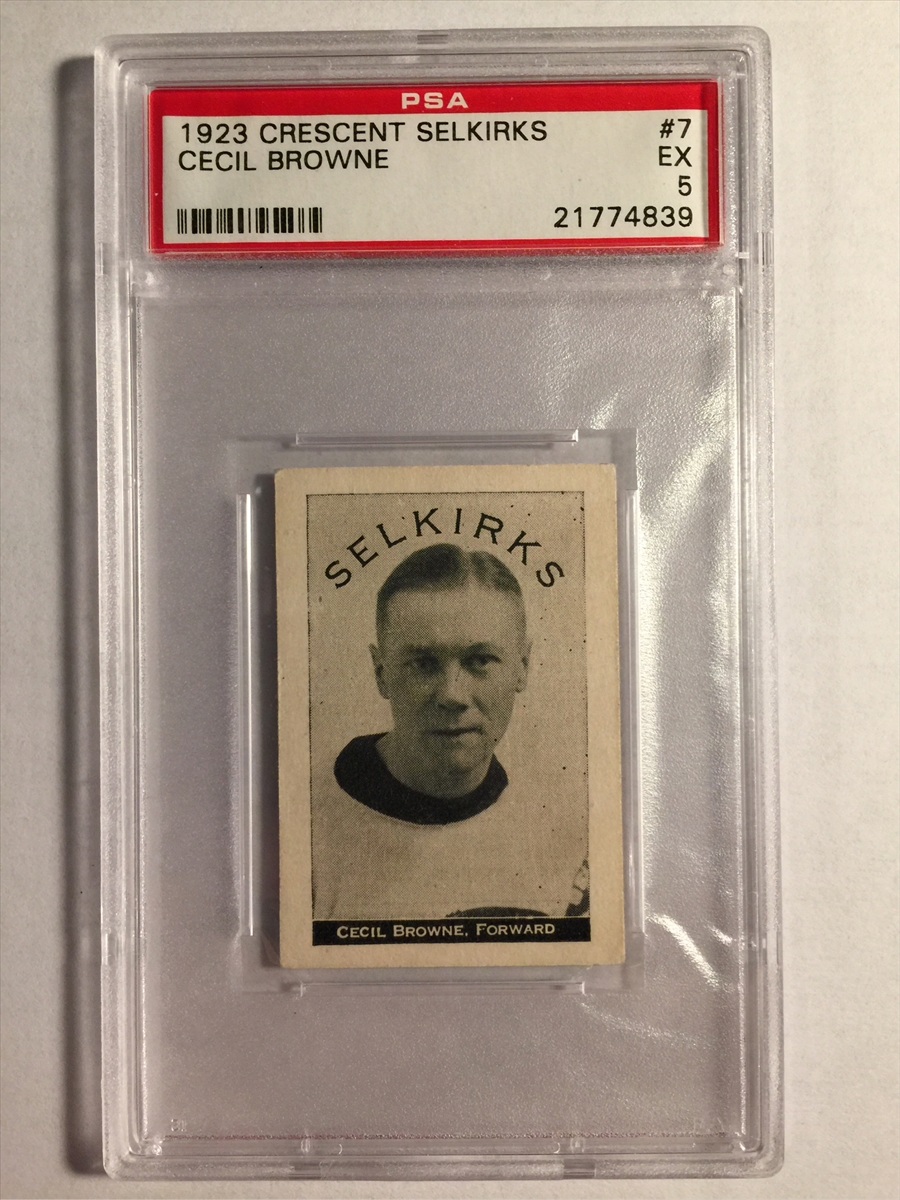 PSA
1923 CRESCENT SELKIRKS #7
CECIL BROWNE EX
5
21774839
SELKIRKS
CECIL BROWNE, FORWARD